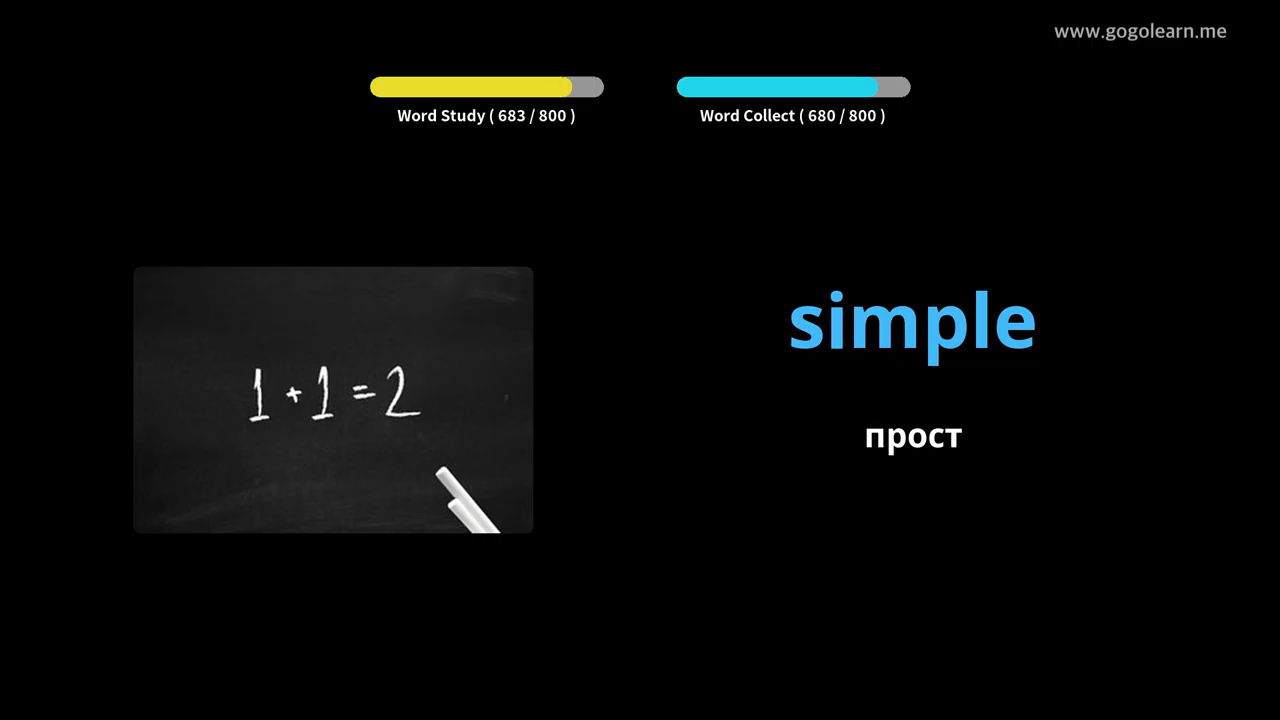 www.gogolearn.me
Word Study ( 683 / 800 )
Word Collect ( 680 / 800 )
simple
прост
1 + 1 = 2